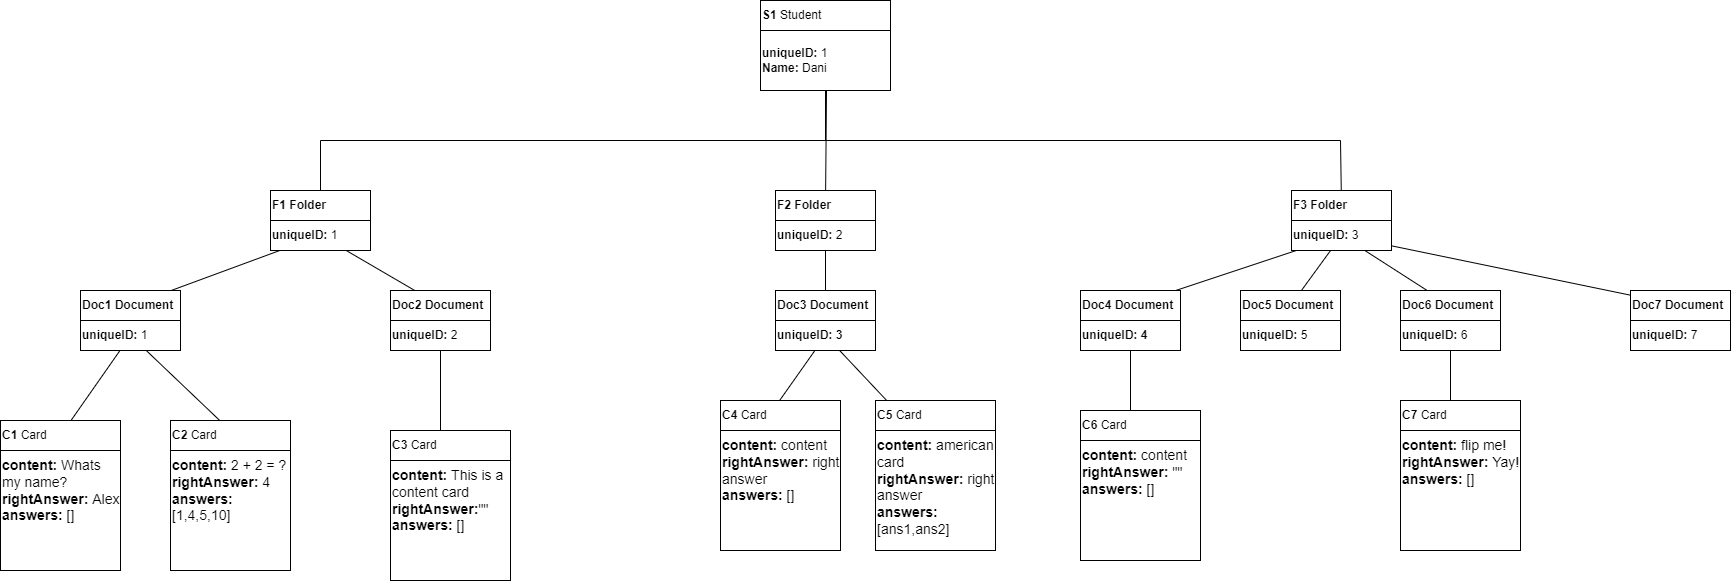 S1 Student
uniqueID: 1
Name: Dani
F1 Folder
uniqueID: 1
F2 Folder
uniqueID: 2
F3 Folder
uniqueID: 3
Doc1 Document
uniqueID: 1
Doc2 Document
uniqueID: 2
Doc3 Document
uniqueID: 3
Doc4 Document
uniqueID: 4
Doc5 Document
uniqueID: 5
Doc6 Document
uniqueID: 6
Doc7 Document
uniqueID: 7
C1 Card
content: Whats
my name?
rightAnswer: Alex
answers: []
C2 Card
content: 2 + 2 = ?
rightAnswer: 4
answers:
[1,4,5,10]
C3 Card
content: This is a
content card
rightAnswer:""
answers: []
C4 Card
content: content
rightAnswer: right
answer
answers: []
C5 Card
content: american
card
rightAnswer: right
answer
answers:
[ans1,ans2]
C6 Card
content: content
rightAnswer: ""
answers: []
C7 Card
content: flip me!
rightAnswer: Yay!
answers: []